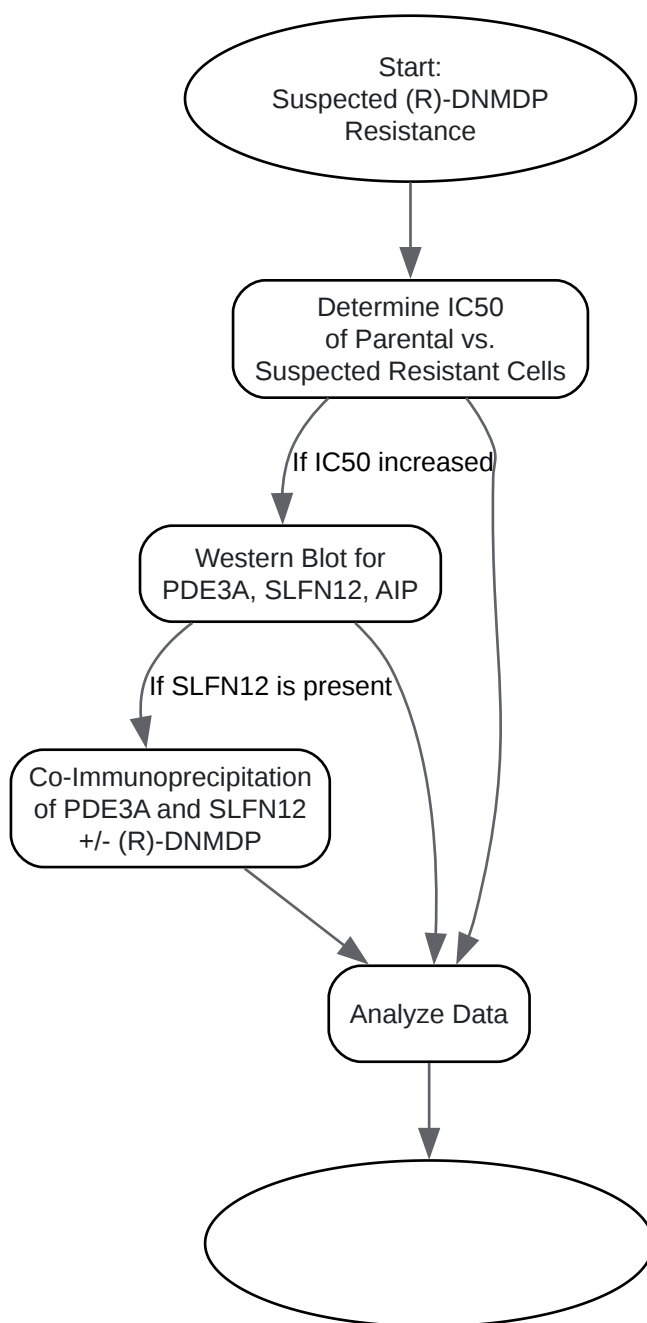 Start:
Suspected (R)-DNMDP
Resistance
Determine IC50
of Parental vs.
Suspected Resistant Cells
If IC50 increased
Western Blot for
PDE3A, SLFN12, AIP
If SLFN12 is present
Co-Immunoprecipitation
of PDE3A and SLFN12
+/- (R)-DNMDP
Analyze Data